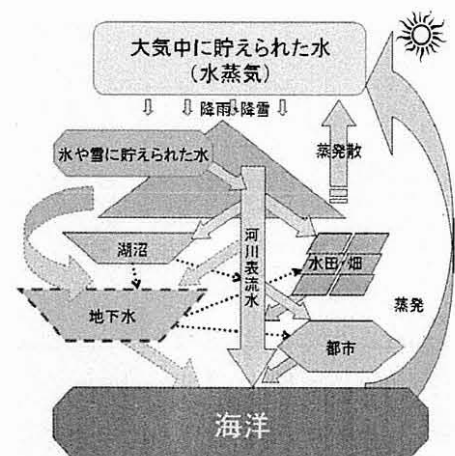 大気中に貯えられた水
(水蒸気)
降雨・降雪
氷や雪に貯えられた水
蒸発散
湖沼
河川表流水
水田・畑
地下水
蒸発
都市
海洋